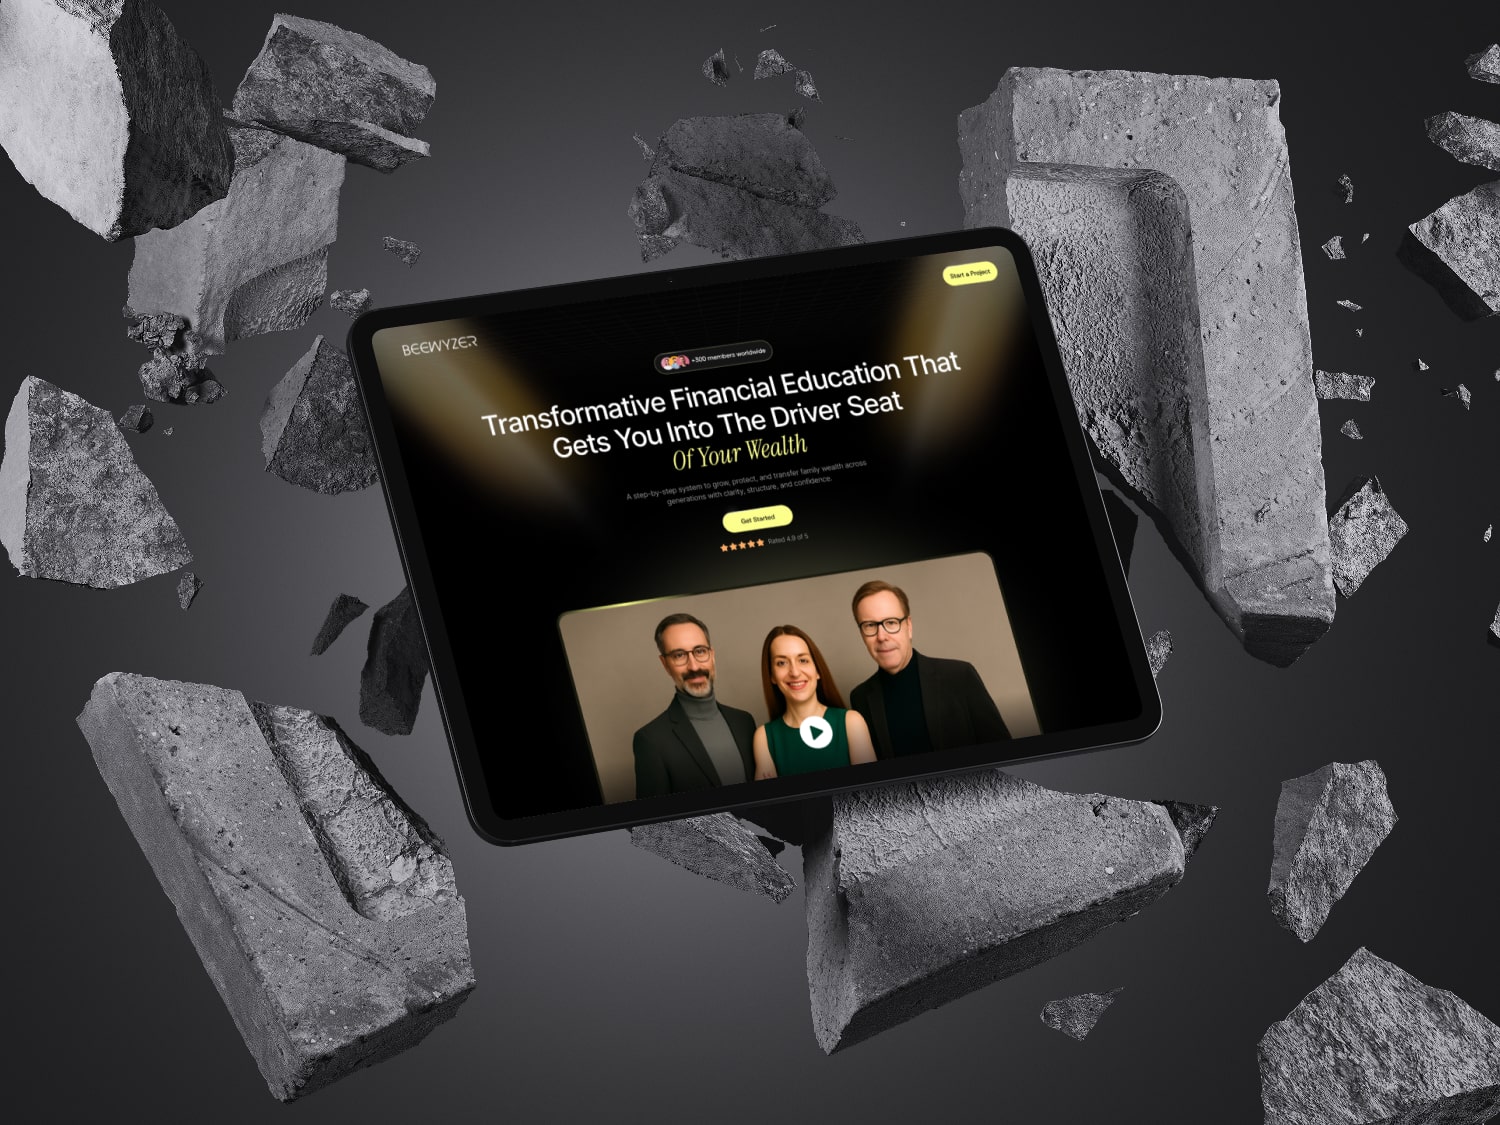 Start a Project
BEEWYZER
+300 members worldwide
Transformative Financial Education That
Gets You Into The Driver Seat
Of Your Wealth
A step-by-step system to grow, protect, and transfer family wealth across
generations with clarity, structure, and confidence.
Get Started
Rated 4.9 of 5